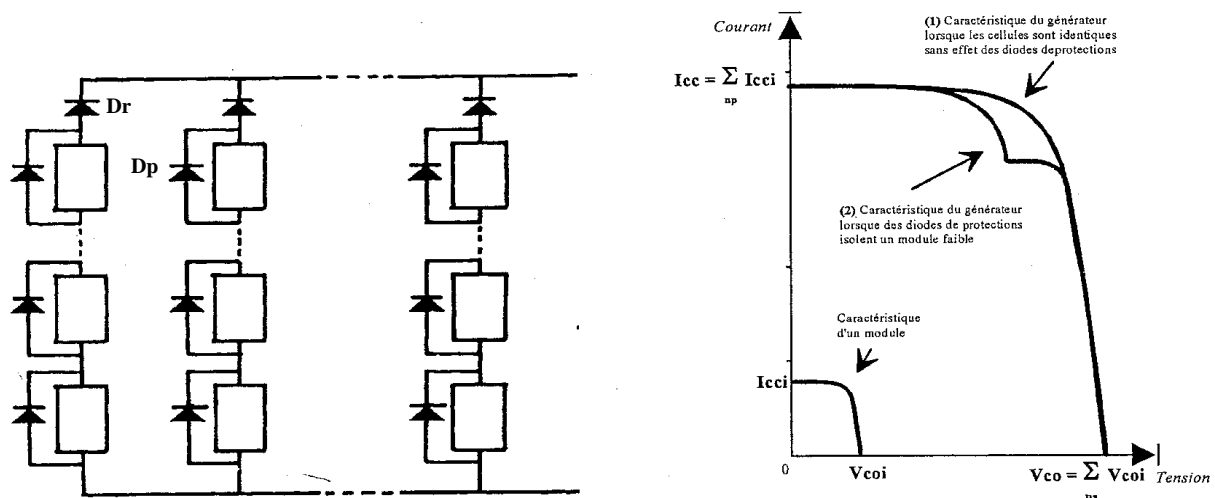 Dr
Dp
Courant
(1) Caractéristique du générateur
lorsque les cellules sont identiques
sans effet des diodes deprotections
Icc = ∑ Icci
np
(2) Caractéristique du générateur
lorsque des diodes de protections
isolent un module faible
Caractéristique
d'un module
Icci
0
Vcoi
Vco = ∑ Vcoi
Tension